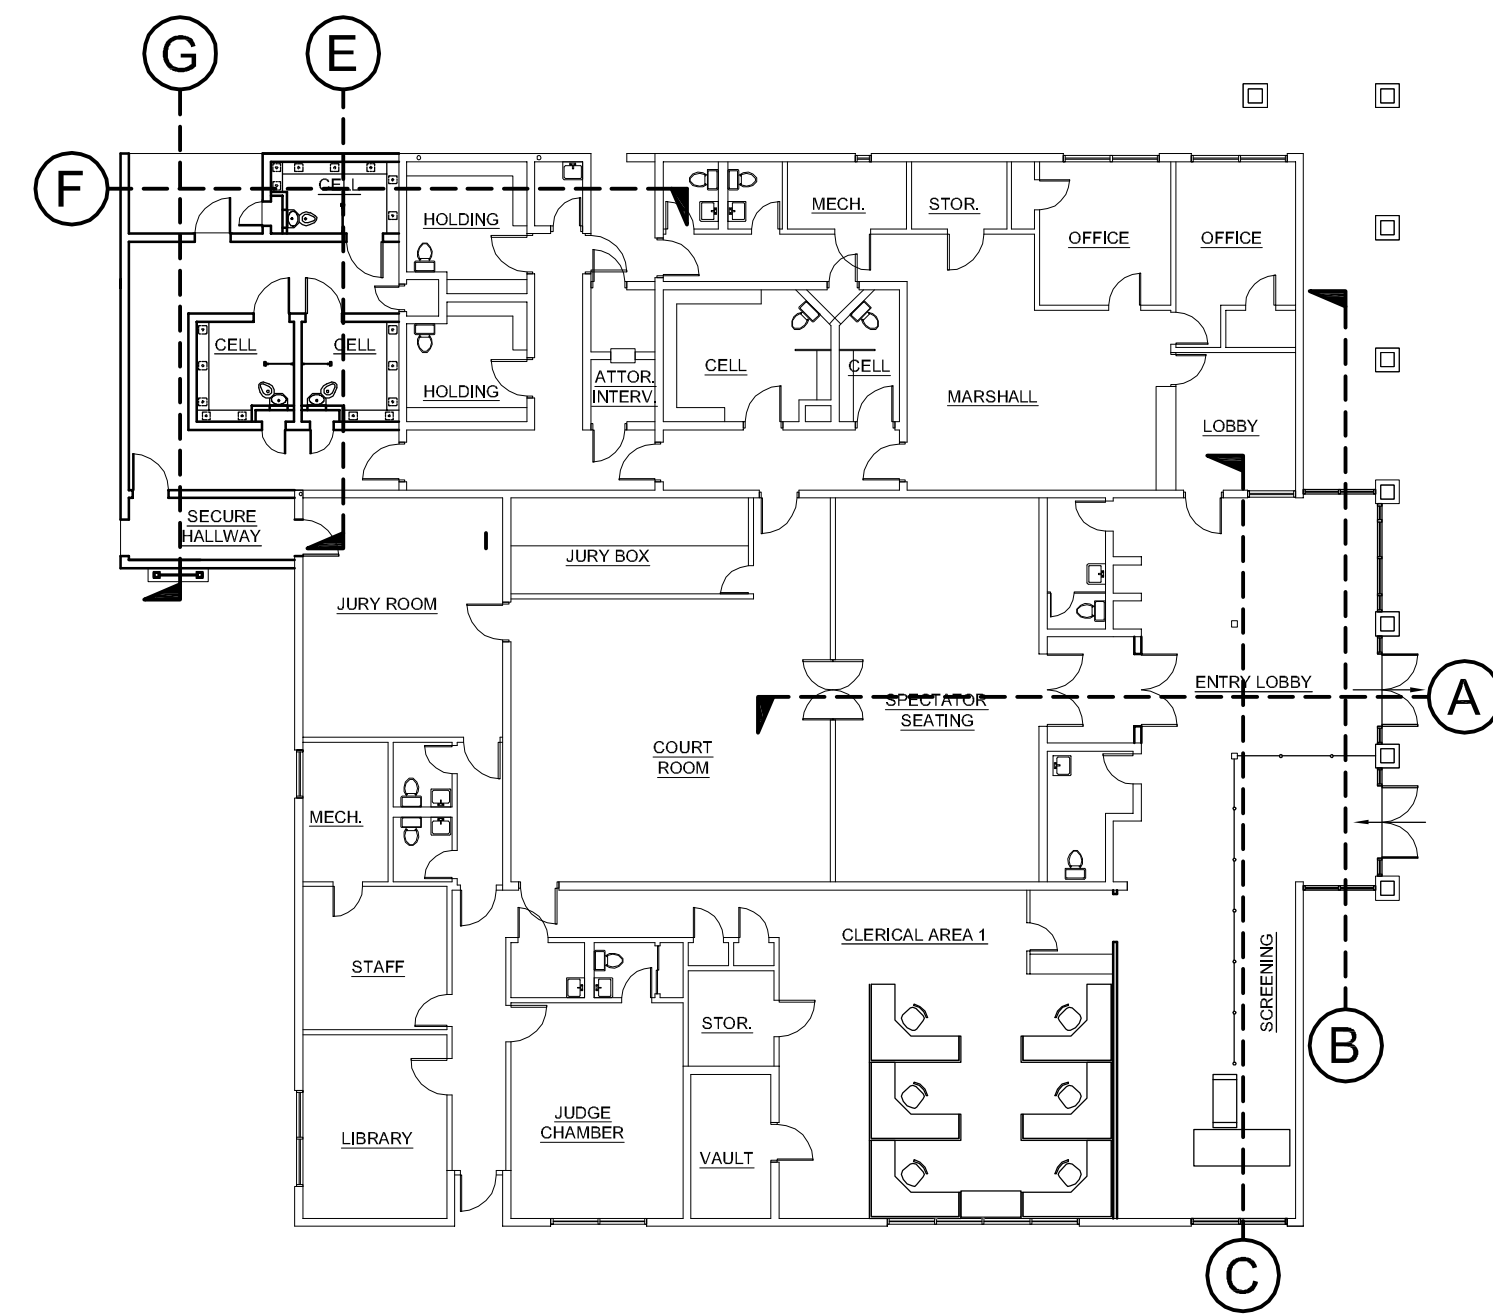 G
E
F
CELL
HOLDING
MECH.
STOR.
OFFICE
OFFICE
CELL
CELL
HOLDING
ATTOR.
INTERV.
CELL
CELL
MARSHALL
LOBBY
SECURE
HALLWAY
JURY BOX
JURY ROOM
ENTRY LOBBY
A
SPECTATOR
SEATING
COURT
ROOM
MECH.
STAFF
CLERICAL AREA 1
SCREENING
STOR.
B
JUDGE
CHAMBER
LIBRARY
VAULT
C